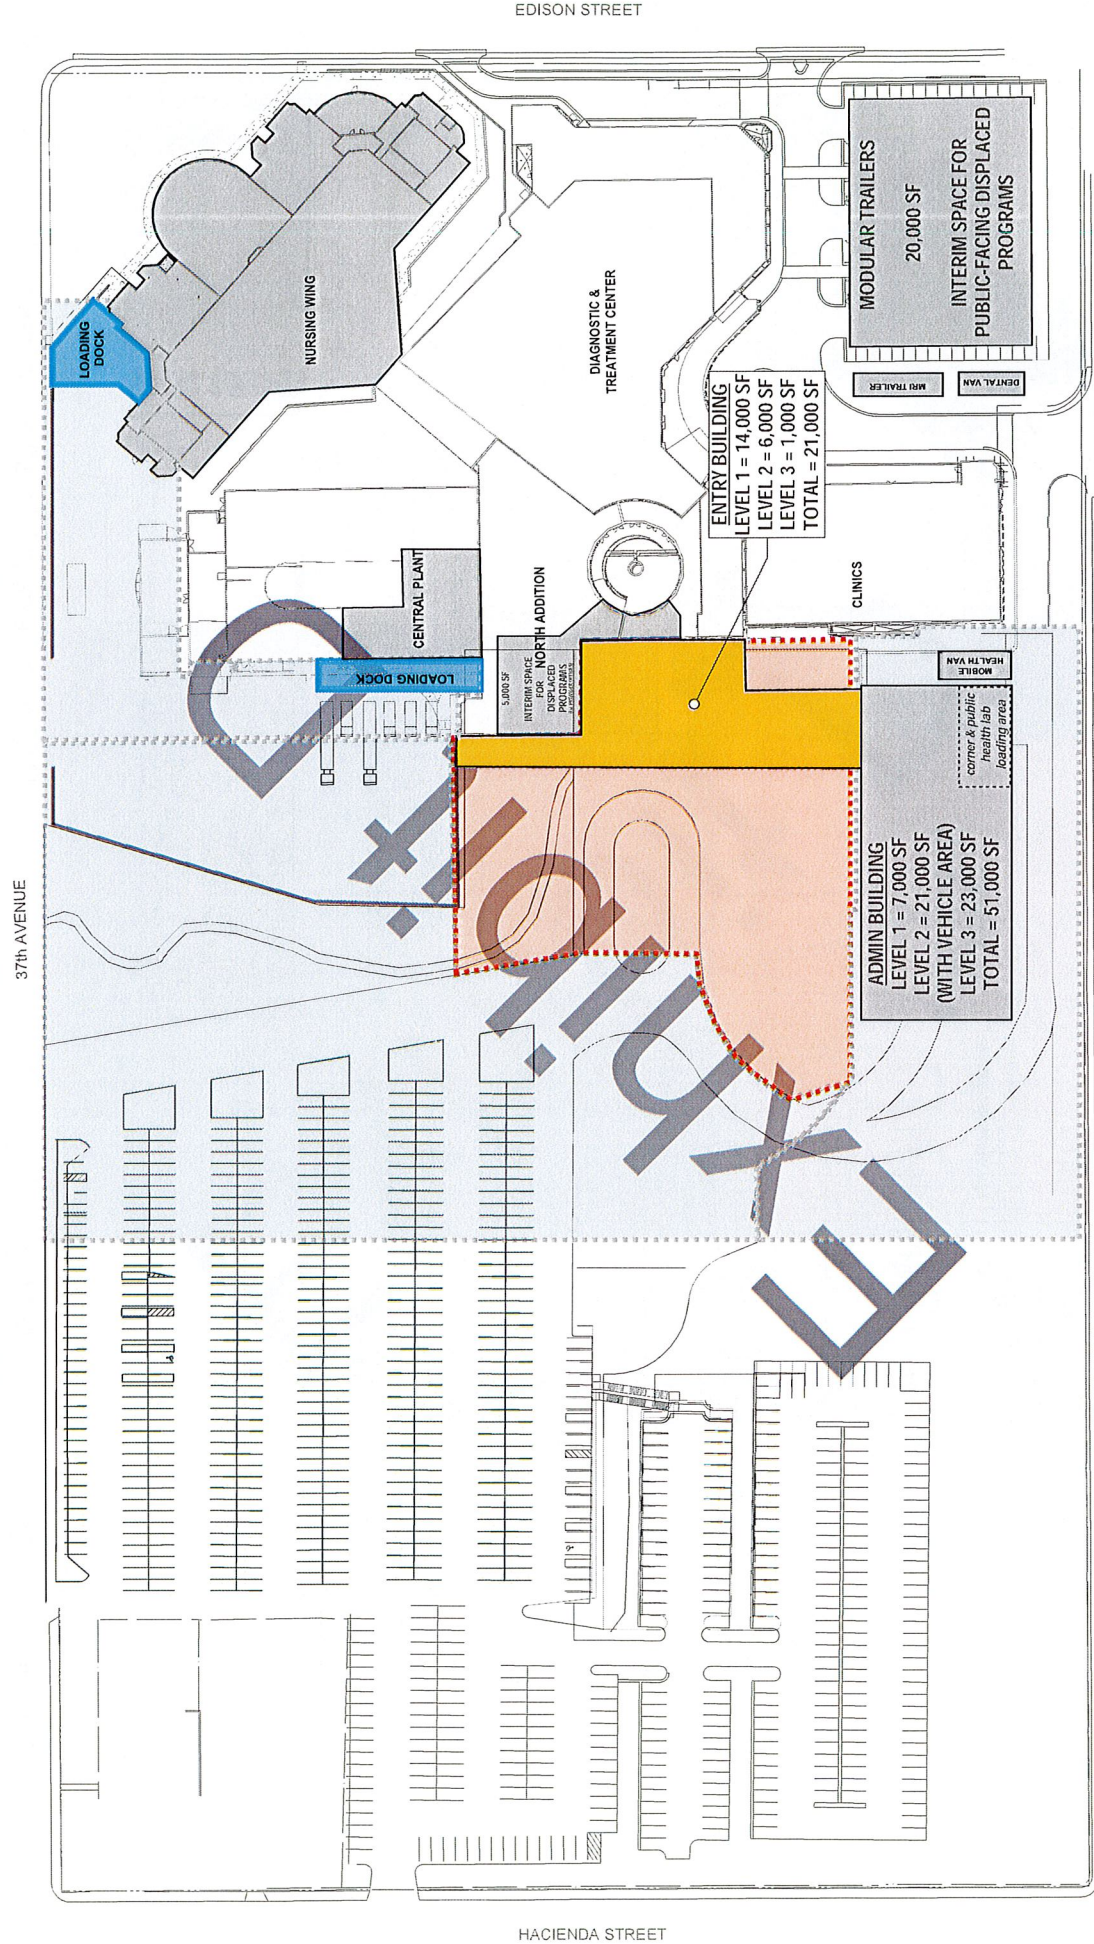 EDISON STREET
37th AVENUE
HACIENDA STREET
LOADING
DOCK
NURSING WING
DIAGNOSTIC &
TREATMENT CENTER
MODULAR TRAILERS
20,000 SF
INTERIM SPACE FOR
PUBLIC-FACING DISPLACED
PROGRAMS
MRI TRAILER
DENTAL VAN
ENTRY BUILDING
LEVEL 1 = 14,000 SF
LEVEL 2 = 6,000 SF
LEVEL 3 = 1,000 SF
TOTAL = 21,000 SF
CENTRAL PLANT
LOADING DOCK
NORTH ADDITION
5,000 SF
INTERIM SPACE
FOR
DISPLACED
PROGRAMS
CLINICS
MOBILE
HEALTH VAN
corner & public
health lab
loading area
ADMIN BUILDING
LEVEL 1 = 7,000 SF
LEVEL 2 = 21,000 SF
(WITH VEHICLE AREA)
LEVEL 3 = 23,000 SF
TOTAL = 51,000 SF
Exhibit D